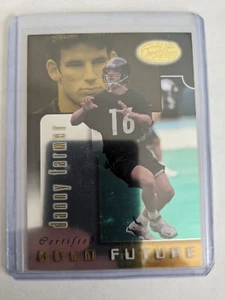 16
danny farmer
Certified
GOLD FUTURE